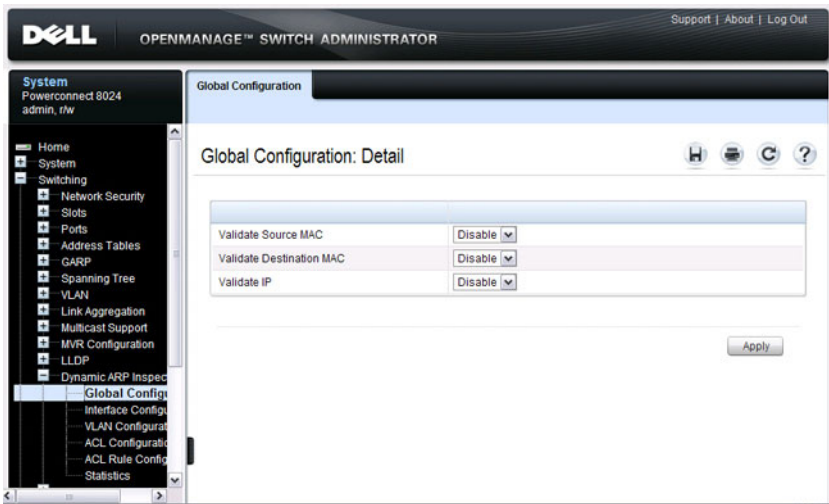 Support | About | Log Out
DELL OPENMANAGE™ SWITCH ADMINISTRATOR
System
Powerconnect 8024
admin, r/w
Home
System
Switching
Network Security
Slots
Ports
Address Tables
GARP
Spanning Tree
VLAN
Link Aggregation
Multicast Support
MVR Configuration
LLDP
Dynamic ARP Inspec
Global Configu
Interface Configu
VLAN Configurat
ACL Configuratio
ACL Rule Config
Statistics
Global Configuration
Global Configuration: Detail
Validate Source MAC Disable
Validate Destination MAC Disable
Validate IP Disable
Apply